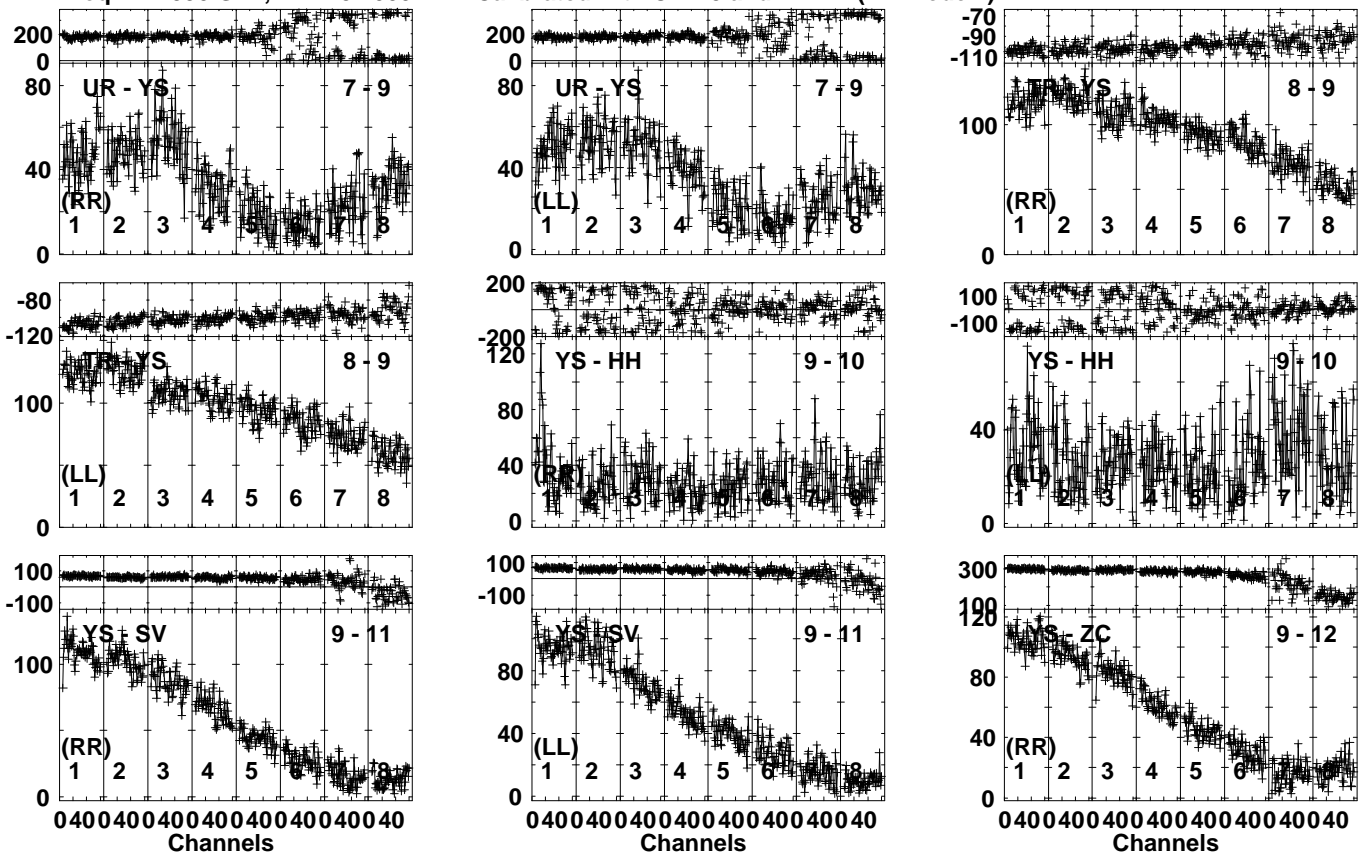 200 200 -70
-90
0 0 -110
80 UR - YS 7 - 9 80 UR - YS 7 - 9 TR - YS 8 - 9
100
40 40
(RR) (LL) (RR)
1 2 3 4 5 6 7 8 1 2 3 4 5 6 7 8 1 2 3 4 5 6 7 8
0 0 0
-80 200 100
-120 -200 -100
TR - YS 8 - 9 120 YS - HH 9 - 10 YS - HH 9 - 10
100 80 40
40
(LL) (RR) (LL)
1 2 3 4 5 6 7 8 1 2 3 4 5 6 7 8 1 2 3 4 5 6 7 8
0 0 0
100 100 300
-100 -100 100
YS - SV 9 - 11 YS - SV 9 - 11 120 YS - ZC 9 - 12
100 80 80
40 40
(RR) (LL) (RR)
1 2 3 4 5 6 7 8 1 2 3 4 5 6 7 8 1 2 3 4 5 6 7 8
0 0 0
0 40 0 40 0 40 0 40 0 40 0 40 0 40 0 40 0 40 0 40 0 40 0 40 0 40 0 40 0 40 0 40 0 40 0 40 0 40 0 40 0 40 0 40 0 40 0 40
Channels Channels Channels